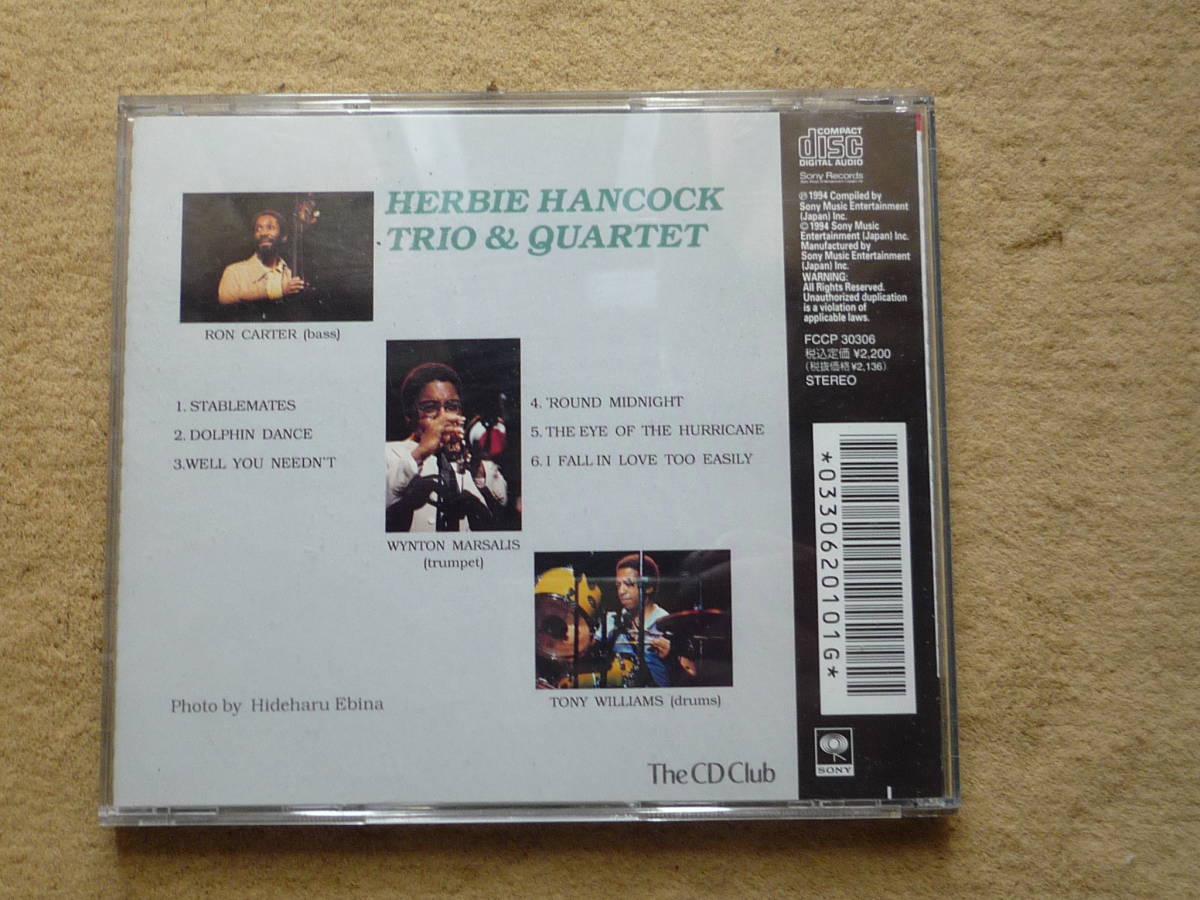 HERBIE HANCOCK
TRIO & QUARTET
RON CARTER (bass)
1. STABLEMATES
2. DOLPHIN DANCE
3.WELL YOU NEEDN'T
WYNTON MARSALIS
(trumpet)
4. 'ROUND MIDNIGHT
5. THE EYE OF THE HURRICANE
6. I FALL IN LOVE TOO EASILY
TONY WILLIAMS (drums)
Photo by Hideharu Ebina
The CD Club
COMPACT
disc
DIGITAL AUDIO
Sony Records
℗1994 Compiled by
Sony Music Entertainment
(Japan) Inc.
©1994 Sony Music
Entertainment (Japan) Inc.
Manufactured by
Sony Music Entertainment
(Japan) Inc.
WARNING:
All Rights Reserved.
Unauthorized duplication
is a violation of
applicable laws.
FCCP 30306
税込定価 ¥2,200
(税抜価格¥2,136)
STEREO
*0330620101G*
SONY